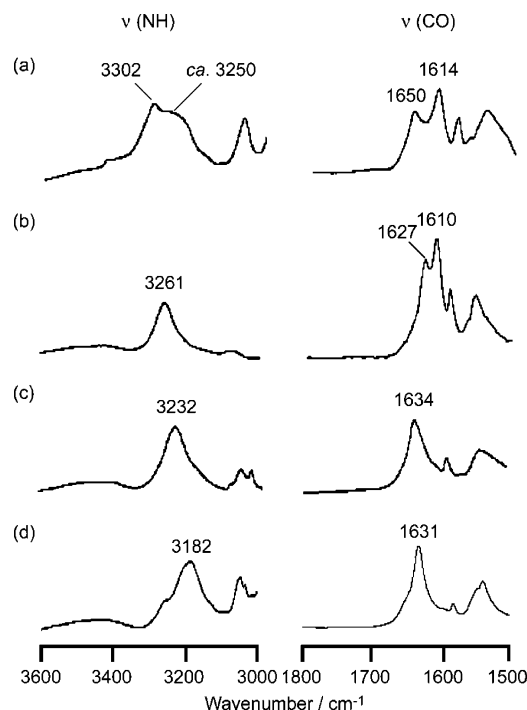 ν (NH) ν (CO)
(a)
3302 ca. 3250
1614
1650
(b)
1610
1627
3261
(c)
3232
1634
(d)
3182
1631
3600 3400 3200 3000 1800 1700 1600 1500
Wavenumber / cm⁻¹